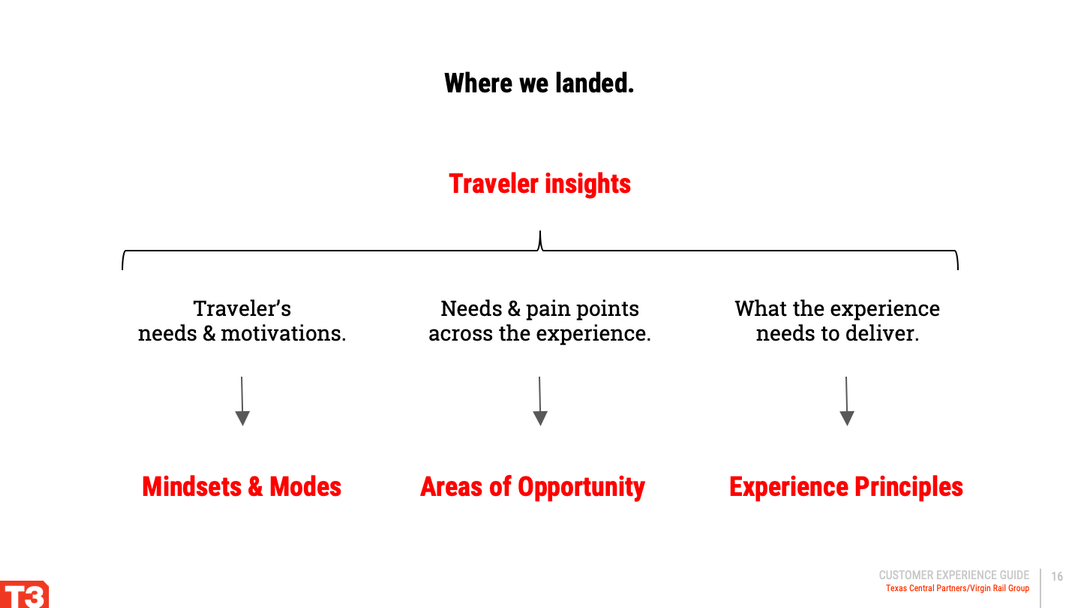 Where we landed.
Traveler insights
Traveler’s
needs & motivations.
Needs & pain points
across the experience.
What the experience
needs to deliver.
Mindsets & Modes
Areas of Opportunity
Experience Principles
T3
CUSTOMER EXPERIENCE GUIDE
Texas Central Partners/Virgin Rail Group
16